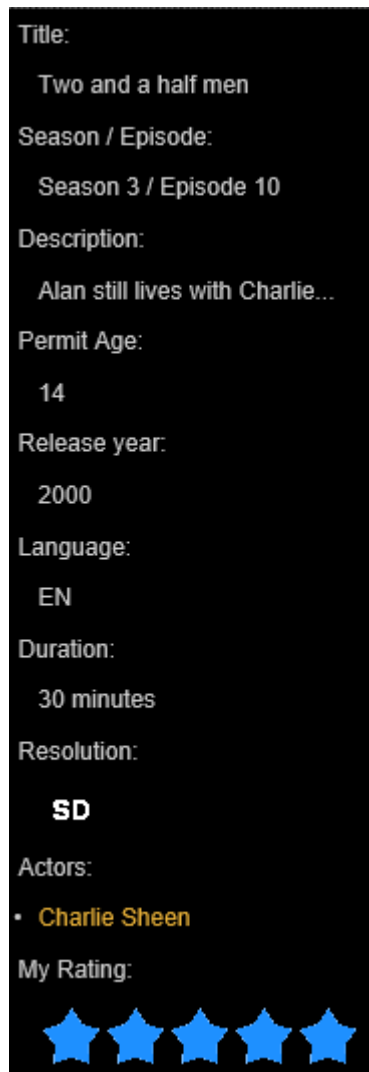 Title:
Two and a half men
Season / Episode:
Season 3 / Episode 10
Description:
Alan still lives with Charlie...
Permit Age:
14
Release year:
2000
Language:
EN
Duration:
30 minutes
Resolution:
SD
Actors:
• Charlie Sheen
My Rating: